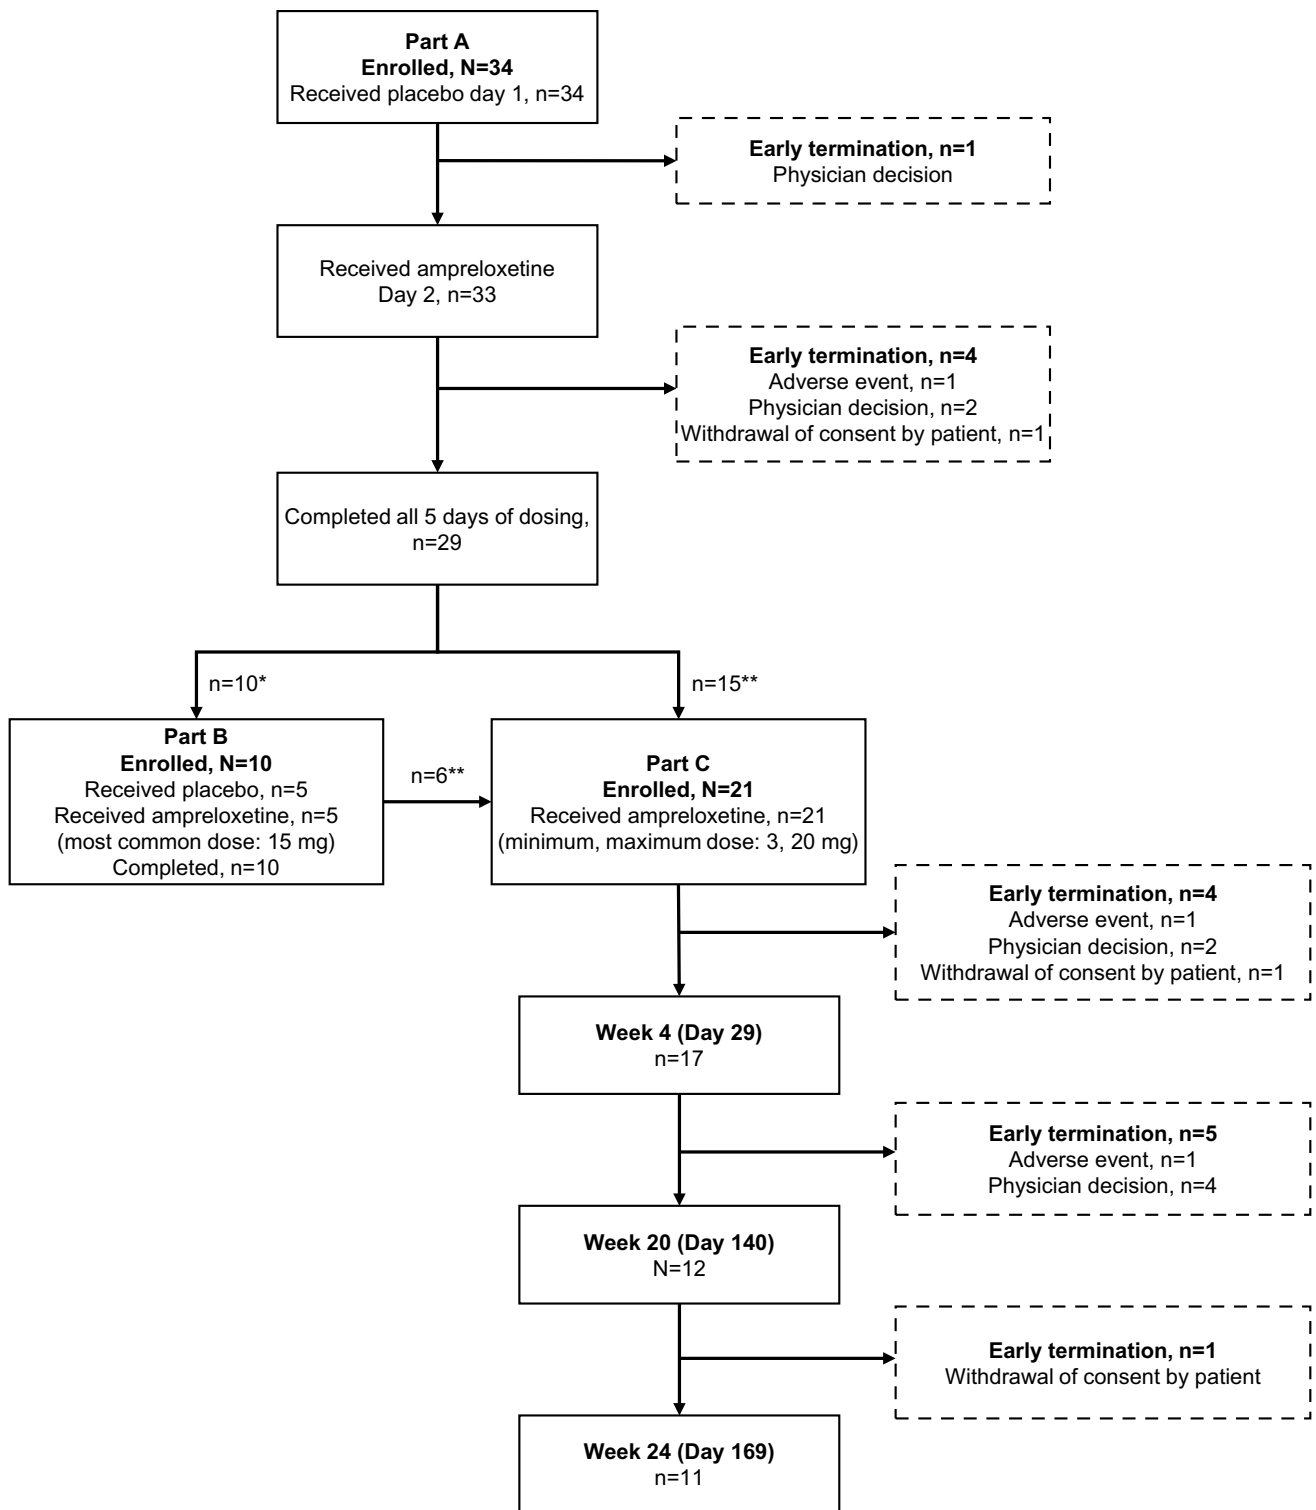 Part A
Enrolled, N=34
Received placebo day 1, n=34
Early termination, n=1
Physician decision
Received ampreloxetine
Day 2, n=33
Early termination, n=4
Adverse event, n=1
Physician decision, n=2
Withdrawal of consent by patient, n=1
Completed all 5 days of dosing,
n=29
n=10*
n=15**
Part B
Enrolled, N=10
Received placebo, n=5
Received ampreloxetine, n=5
(most common dose: 15 mg)
Completed, n=10
n=6**
Part C
Enrolled, N=21
Received ampreloxetine, n=21
(minimum, maximum dose: 3, 20 mg)
Early termination, n=4
Adverse event, n=1
Physician decision, n=2
Withdrawal of consent by patient, n=1
Week 4 (Day 29)
n=17
Early termination, n=5
Adverse event, n=1
Physician decision, n=4
Week 20 (Day 140)
N=12
Early termination, n=1
Withdrawal of consent by patient
Week 24 (Day 169)
n=11